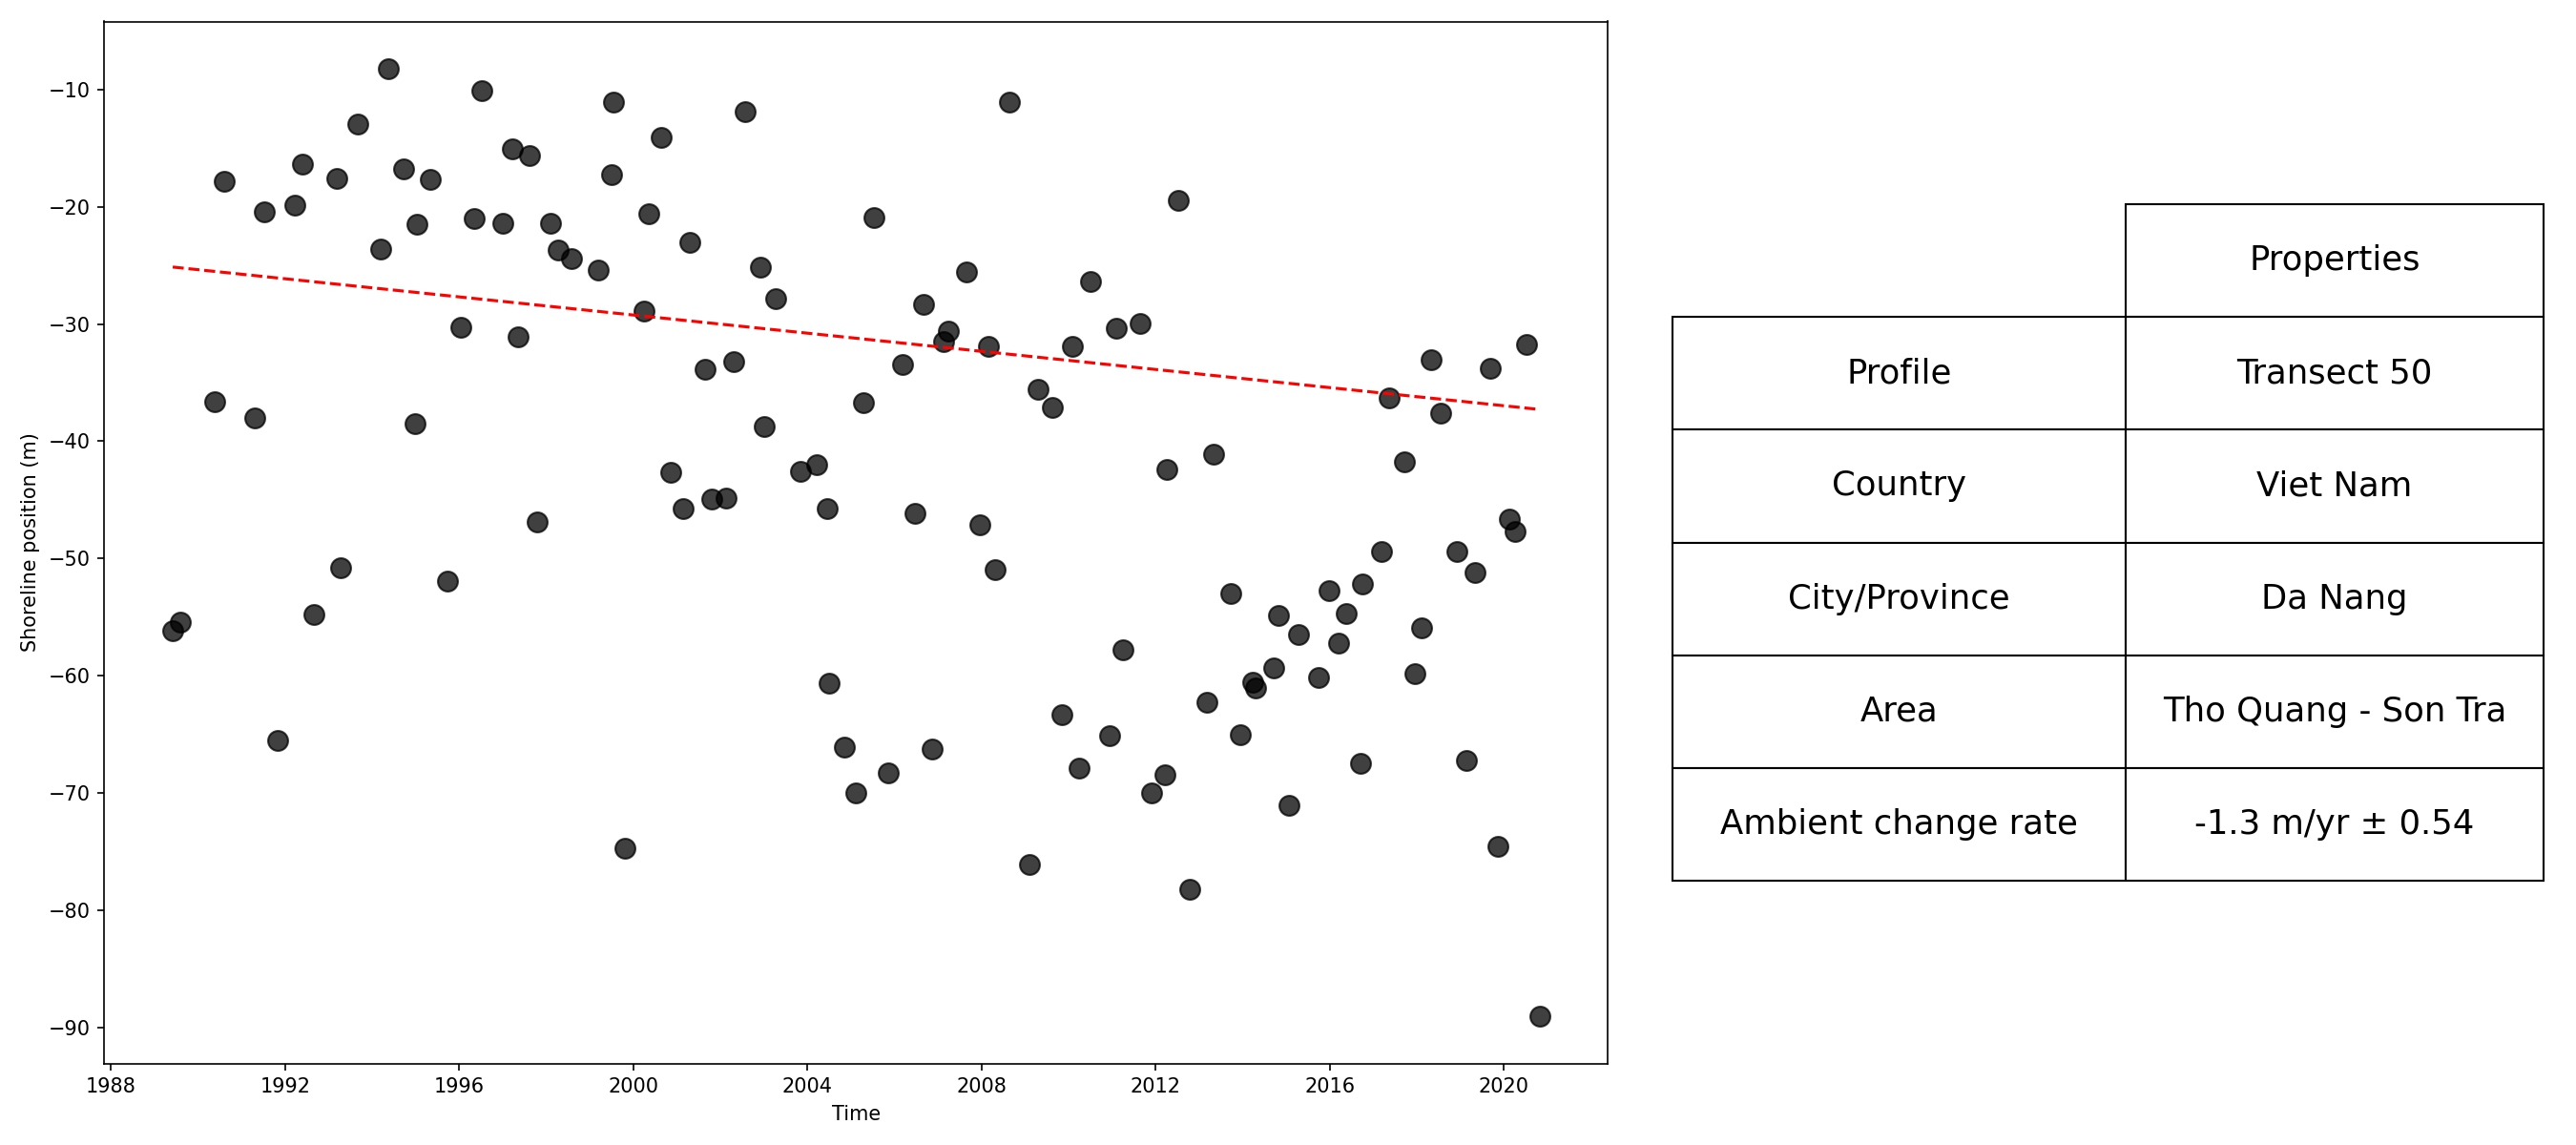 −10
−20
−30
−40
−50
−60
−70
−80
−90
Shoreline position (m)
1988 1992 1996 2000 2004 2008 2012 2016 2020
Time
Properties
Profile Transect 50
Country Viet Nam
City/Province Da Nang
Area Tho Quang - Son Tra
Ambient change rate -1.3 m/yr ± 0.54